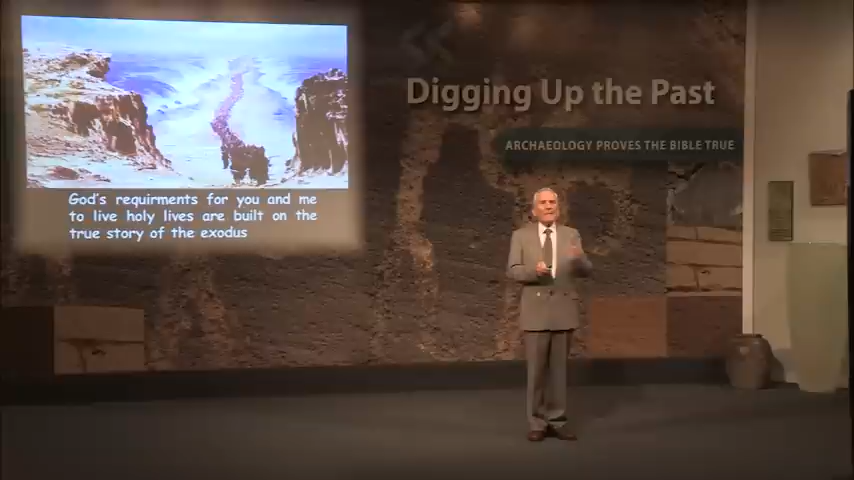 Digging Up the Past
ARCHAEOLOGY PROVES THE BIBLE TRUE
God's requirments for you and me
to live holy lives are built on the
true story of the exodus